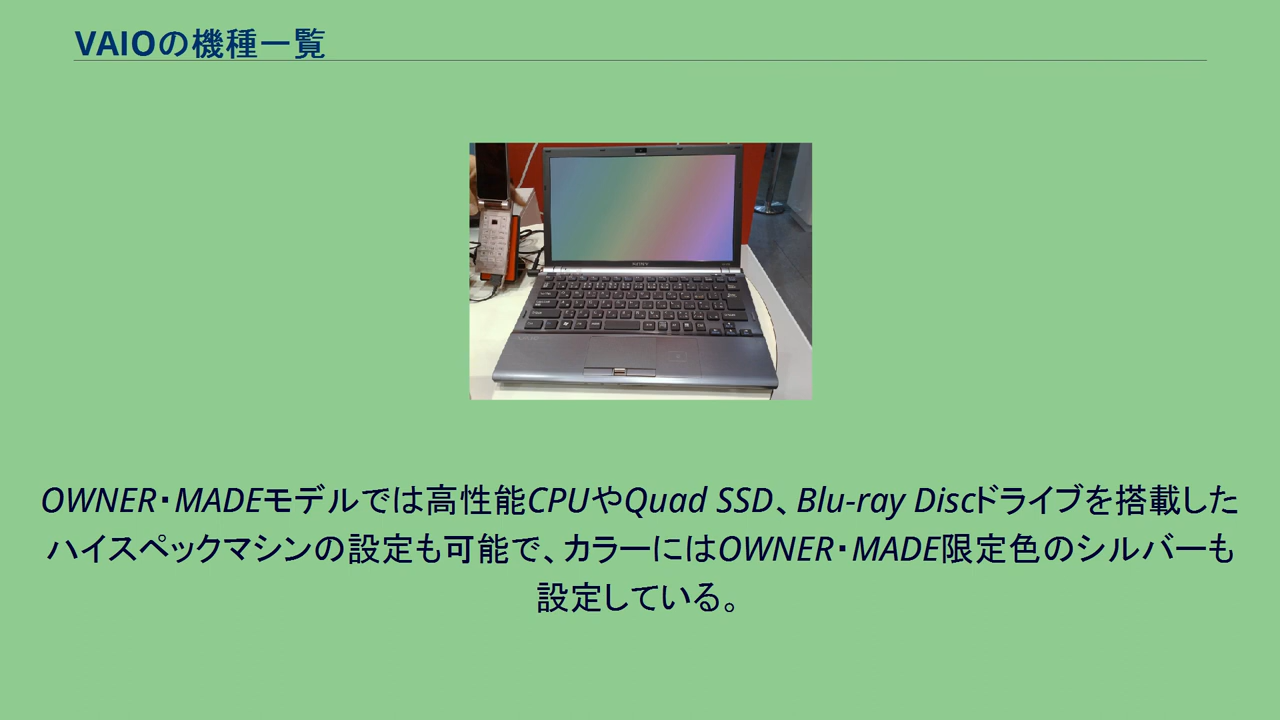 VAIOの機種一覧
SONY
OWNER・MADEモデルでは高性能CPUやQuad SSD、Blu-ray Discドライブを搭載した
ハイスペックマシンの設定も可能で、カラーにはOWNER・MADE限定色のシルバーも
設定している。